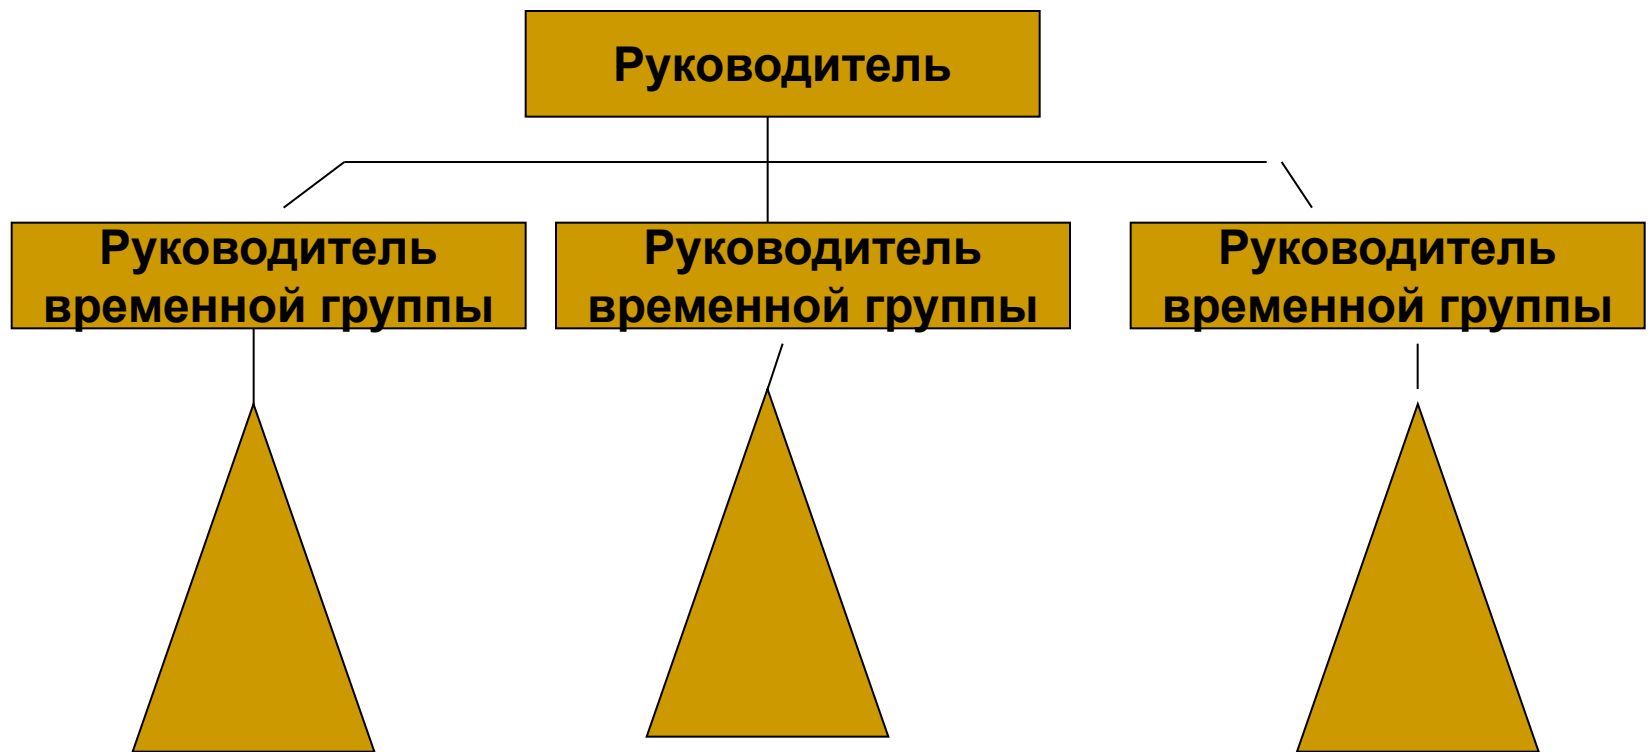 Руководитель
Руководитель
временной группы
Руководитель
временной группы
Руководитель
временной группы